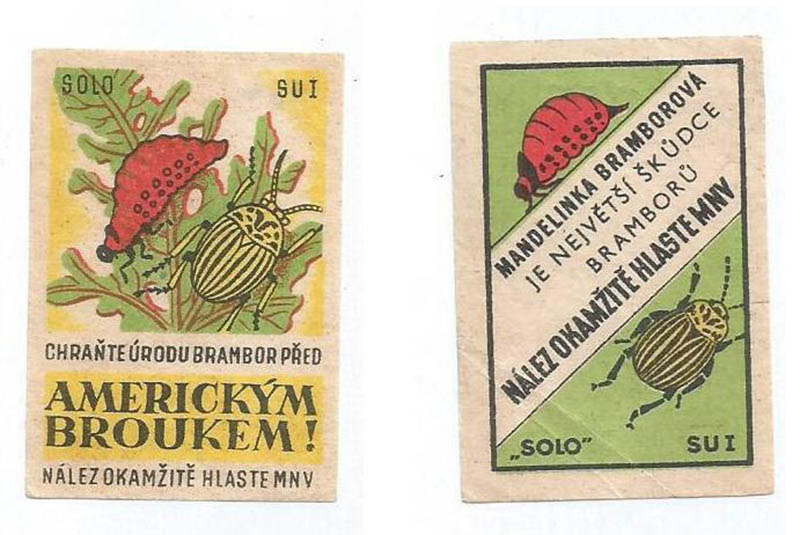 SOLO SUI
CHRAŇTE ÚRODU BRAMBOR PŘED
AMERICKÝM
BROUKEM!
NÁLEZ OKAMŽITĚ HLASTE MNV
MANDELINKA BRAMBOROVÁ
JE NEJVĚTŠÍ ŠKŮDCE
BRAMBORŮ
NÁLEZ OKAMŽITĚ HLASTE MNV
„SOLO" SUI